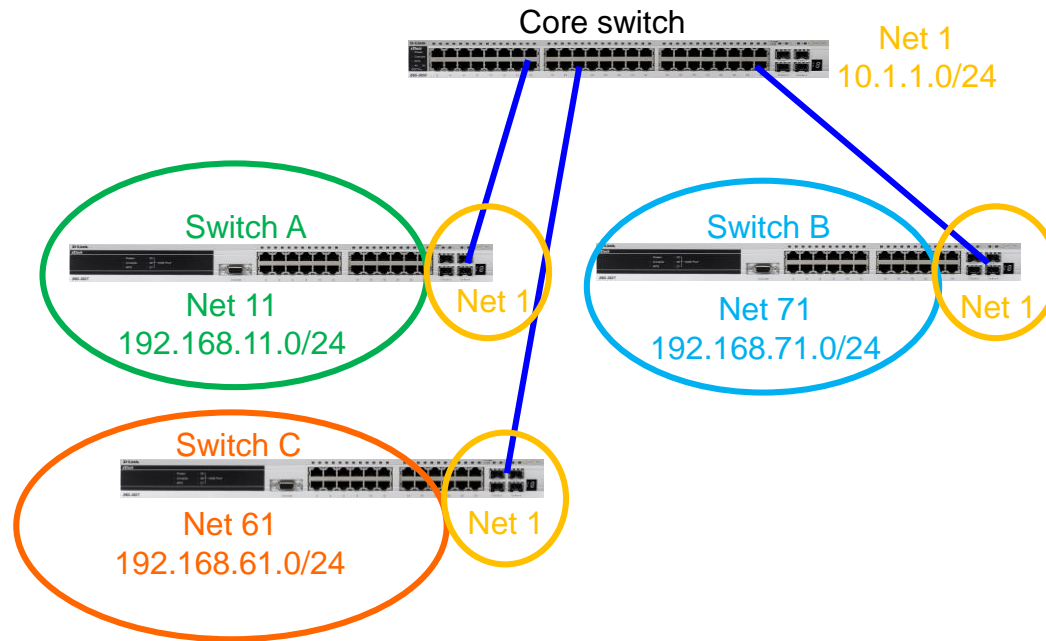 Core switch
Net 1
10.1.1.0/24
Switch A
Net 11
192.168.11.0/24
Net 1
Switch B
Net 71
192.168.71.0/24
Net 1
Switch C
Net 61
192.168.61.0/24
Net 1